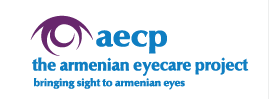 aecp
the armenian eyecare project
bringing sight to armenian eyes